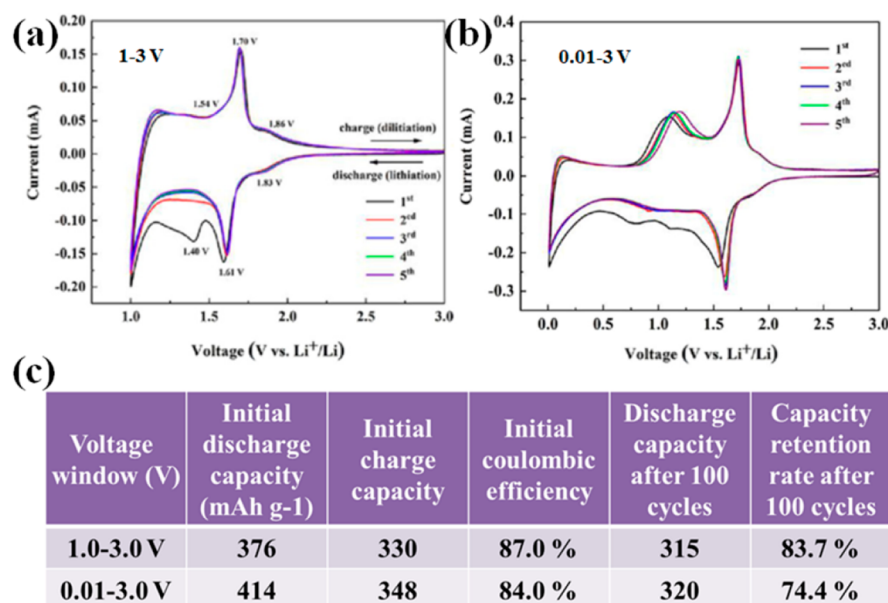 (a)
1-3 V
1.70 V
1.54 V
1.86 V
charge (dilitiation)
discharge (lithiation)
1.83 V
1.40 V
1.61 V
1st
2cd
3rd
4th
5th
0.20
0.15
0.10
0.05
0.00
0.05
0.10
0.15
0.20
Current (mA)
1.0 1.5 2.0 2.5 3.0
Voltage (V vs. Li+/Li)
(b)
0.01-3 V
1st
2cd
3rd
4th
5th
0.4
0.3
0.2
0.1
0.0
-0.1
-0.2
-0.3
Current (mA)
0.0 0.5 1.0 1.5 2.0 2.5 3.0
Voltage (V vs. Li+/Li)
(c)
Voltage window (V) Initial discharge capacity (mAh g-1) Initial charge capacity Initial coulombic efficiency Discharge capacity after 100 cycles Capacity retention rate after 100 cycles
1.0-3.0 V 376 330 87.0 % 315 83.7 %
0.01-3.0 V 414 348 84.0 % 320 74.4 %